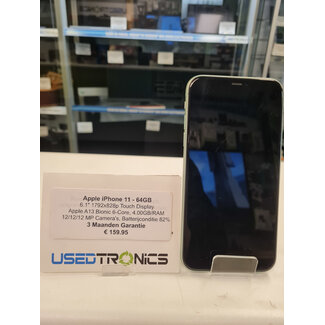 Apple iPhone 11 - 64GB
6.1" 1792x828p Touch Display
Apple A13 Bionic 6-Core, 4.00GB/RAM
12/12/12 MP Camera's, Batterijconditie 82%
3 Maanden Garantie
€ 159.95
USEDTRONICS